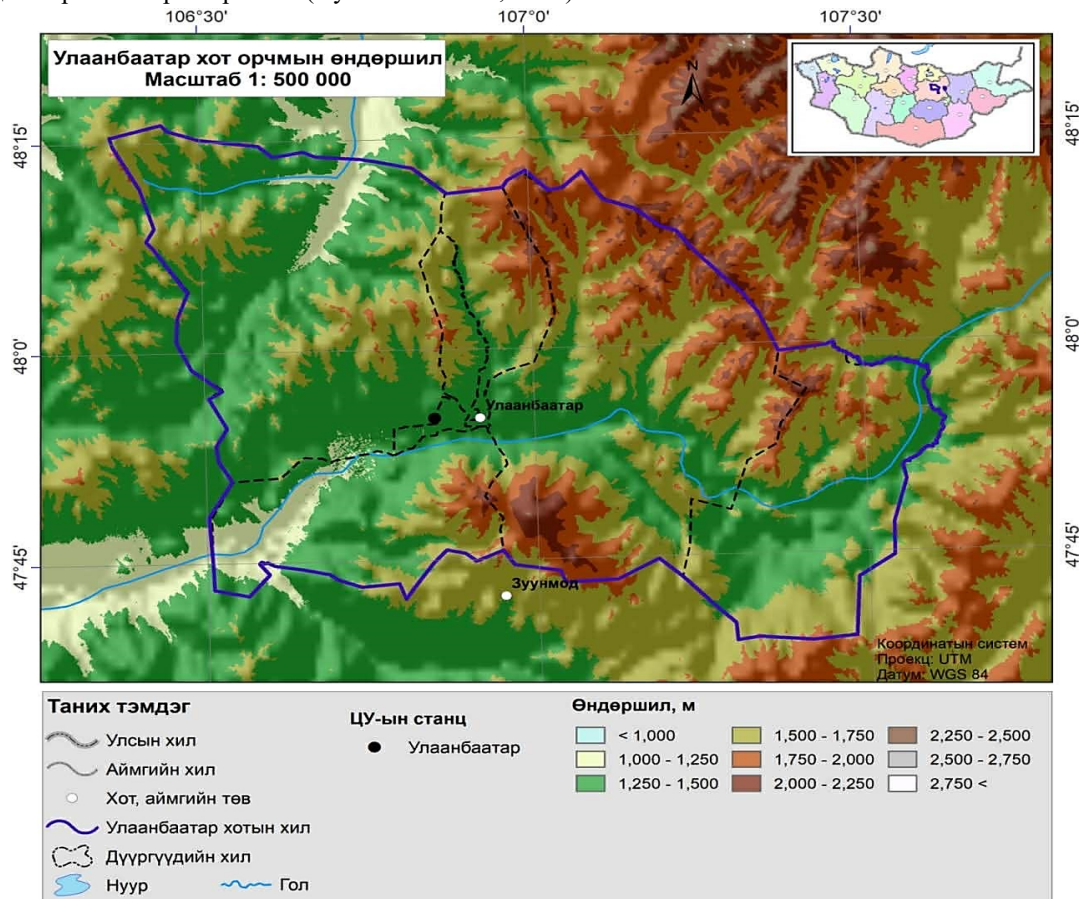 106°30'
107°0'
107°30'
Улаанбаатар хот орчмын өндөршил
Масштаб 1: 500 000
N
48°15'
48°15'
48°0'
48°0'
Улаанбаатар
47°45'
47°45'
Зуунмод
Координатын систем
Проекц: UTM
Датум: WGS 84
Таних тэмдэг
Улсын хил
Аймгийн хил
Хот, аймгийн төв
Улаанбаатар хотын хил
Дүүргүүдийн хил
Нуур
Гол
ЦУ-ын станц
Улаанбаатар
Өндөршил, м
< 1,000
1,000 - 1,250
1,250 - 1,500
1,500 - 1,750
1,750 - 2,000
2,000 - 2,250
2,250 - 2,500
2,500 - 2,750
2,750 <